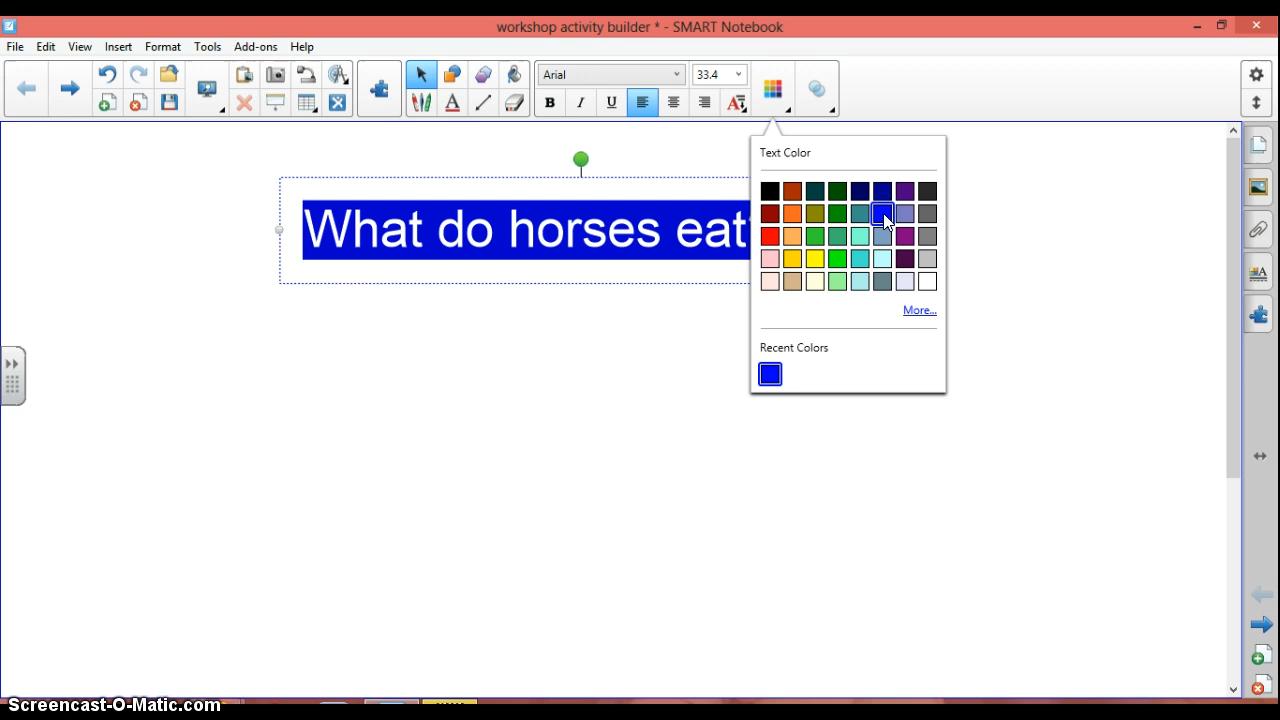 workshop activity builder * - SMART Notebook
File Edit View Insert Format Tools Add-ons Help
Arial 33.4
B I U
Text Color
What do horses eat?
More...
Recent Colors
Screencast-O-Matic.com